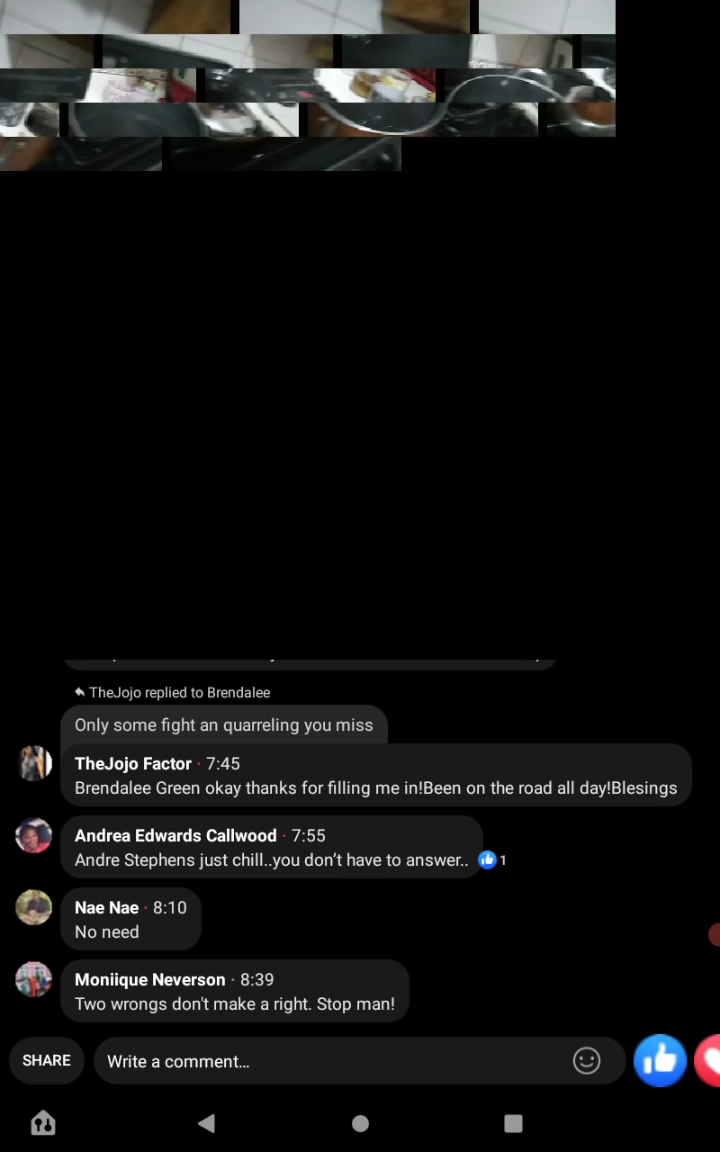 TheJojo replied to Brendalee
Only some fight an quarreling you miss
TheJojo Factor · 7:45
Brendalee Green okay thanks for filling me in!Been on the road all day!Blesings
Andrea Edwards Callwood · 7:55
Andre Stephens just chill..you don’t have to answer.. 1
Nae Nae · 8:10
No need
Moniique Neverson · 8:39
Two wrongs don't make a right. Stop man!
SHARE Write a comment…